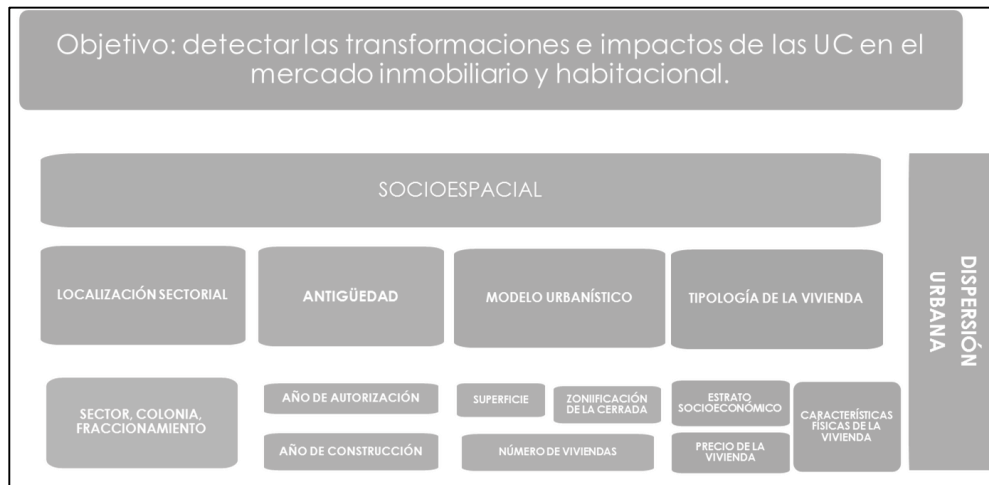 Objetivo: detectar las transformaciones e impactos de las UC en el
mercado inmobiliario y habitacional.
SOCIOESPACIAL
LOCALIZACIÓN SECTORIAL
ANTIGÜEDAD
MODELO URBANÍSTICO
TIPOLOGÍA DE LA VIVIENDA
SECTOR, COLONIA,
FRACCIONAMIENTO
AÑO DE AUTORIZACIÓN
AÑO DE CONSTRUCCIÓN
SUPERFICIE
ZONIIFICACIÓN
DE LA CERRADA
NÚMERO DE VIVIENDAS
ESTRATO
SOCIOECONÓMICO
PRECIO DE LA
VIVIENDA
CARACTERÍSTICAS
FÍSICAS DE LA
VIVIENDA
DISPERSIÓN
URBANA